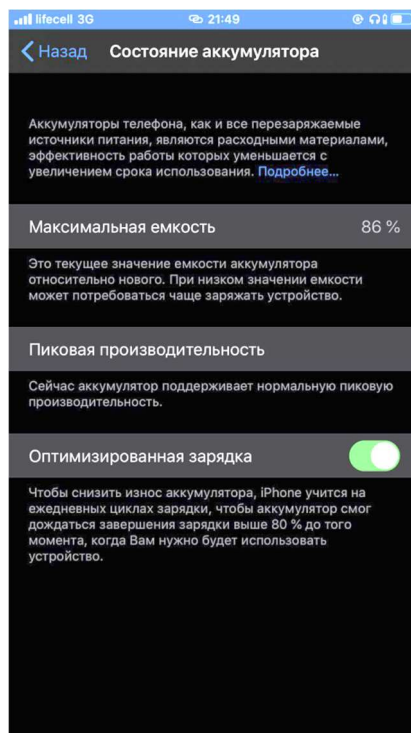 lifecell 3G 21:49
Назад Состояние аккумулятора
Аккумуляторы телефона, как и все перезаряжаемые
источники питания, являются расходными материалами,
эффективность работы которых уменьшается с
увеличением срока использования. Подробнее...
Максимальная емкость 86 %
Это текущее значение емкости аккумулятора
относительно нового. При низком значении емкости
может потребоваться чаще заряжать устройство.
Пиковая производительность
Сейчас аккумулятор поддерживает нормальную пиковую
производительность.
Оптимизированная зарядка
Чтобы снизить износ аккумулятора, iPhone учится на
ежедневных циклах зарядки, чтобы аккумулятор смог
дождаться завершения зарядки выше 80 % до того
момента, когда Вам нужно будет использовать
устройство.